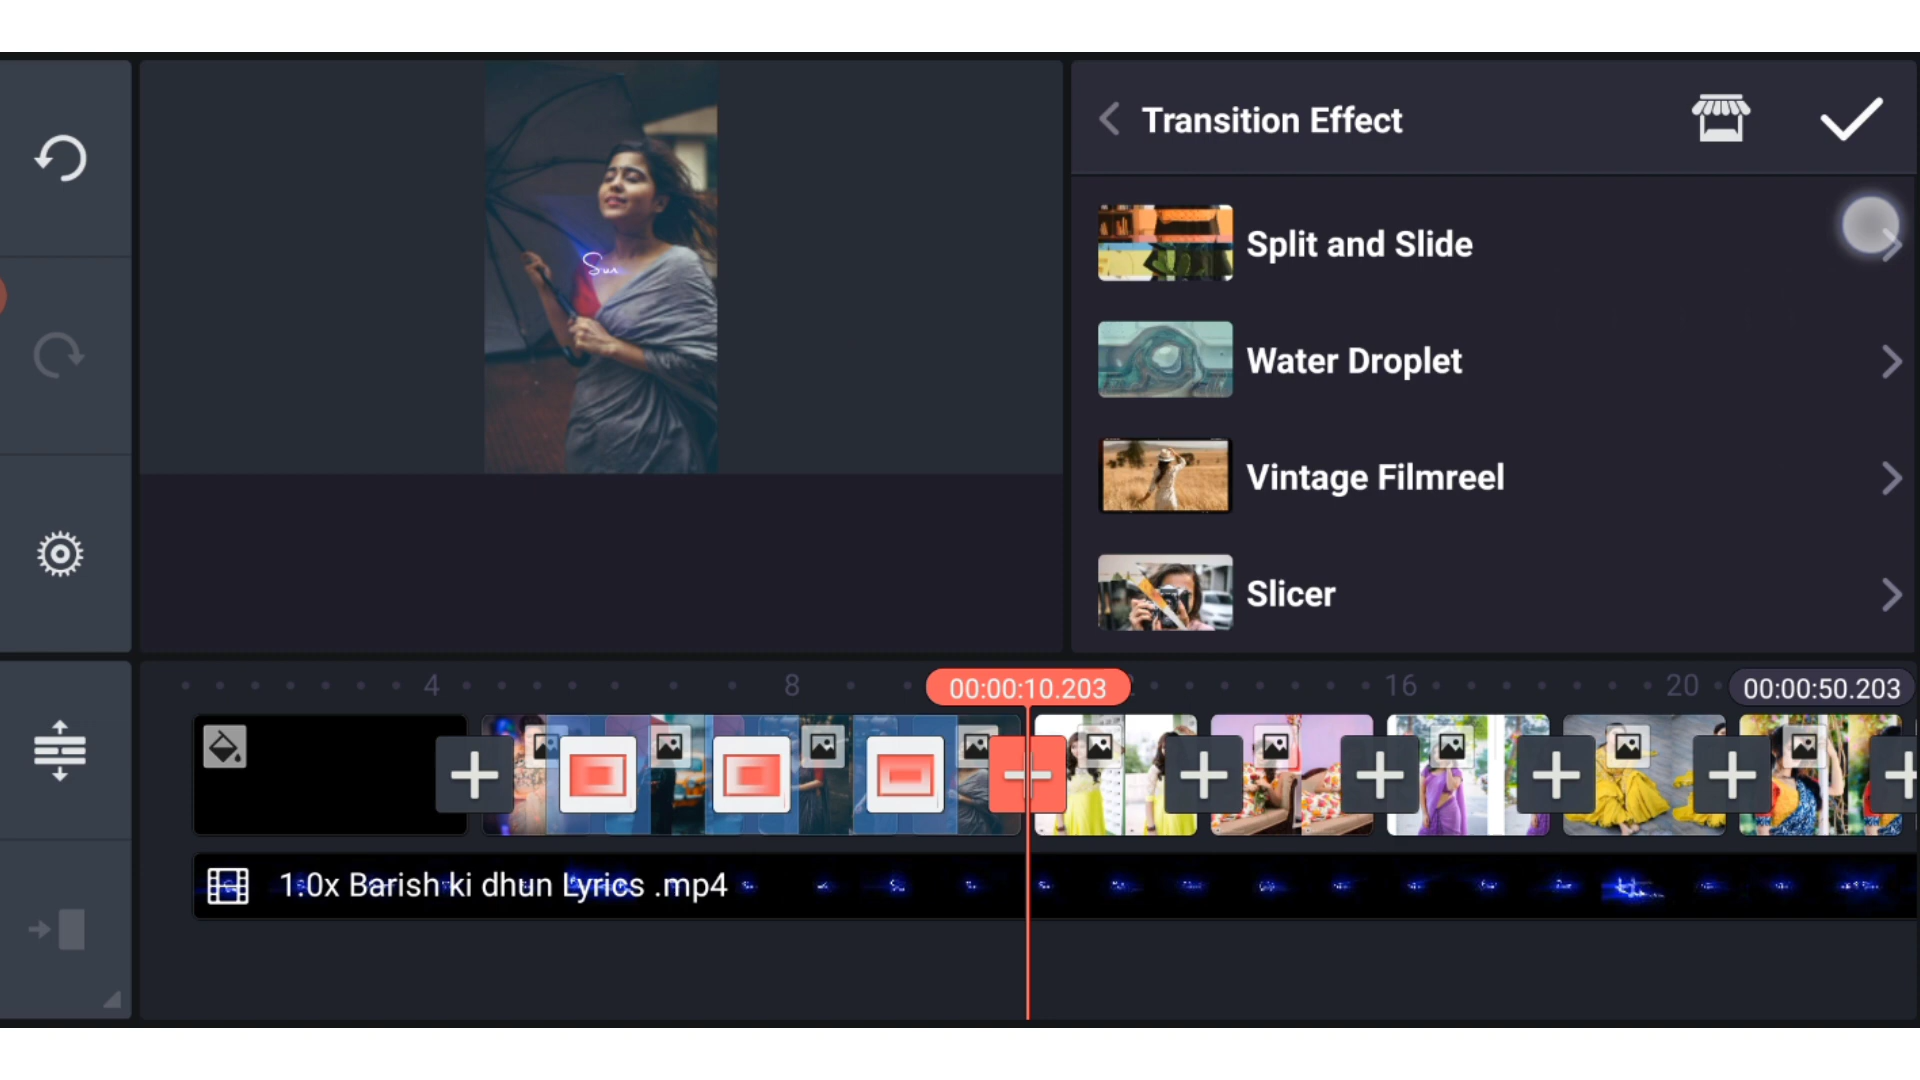 Transition Effect
Split and Slide
Water Droplet
Vintage Filmreel
Slicer
Sun
4
8
00:00:10.203
16
20
00:00:50.203
1.0x Barish ki dhun Lyrics .mp4